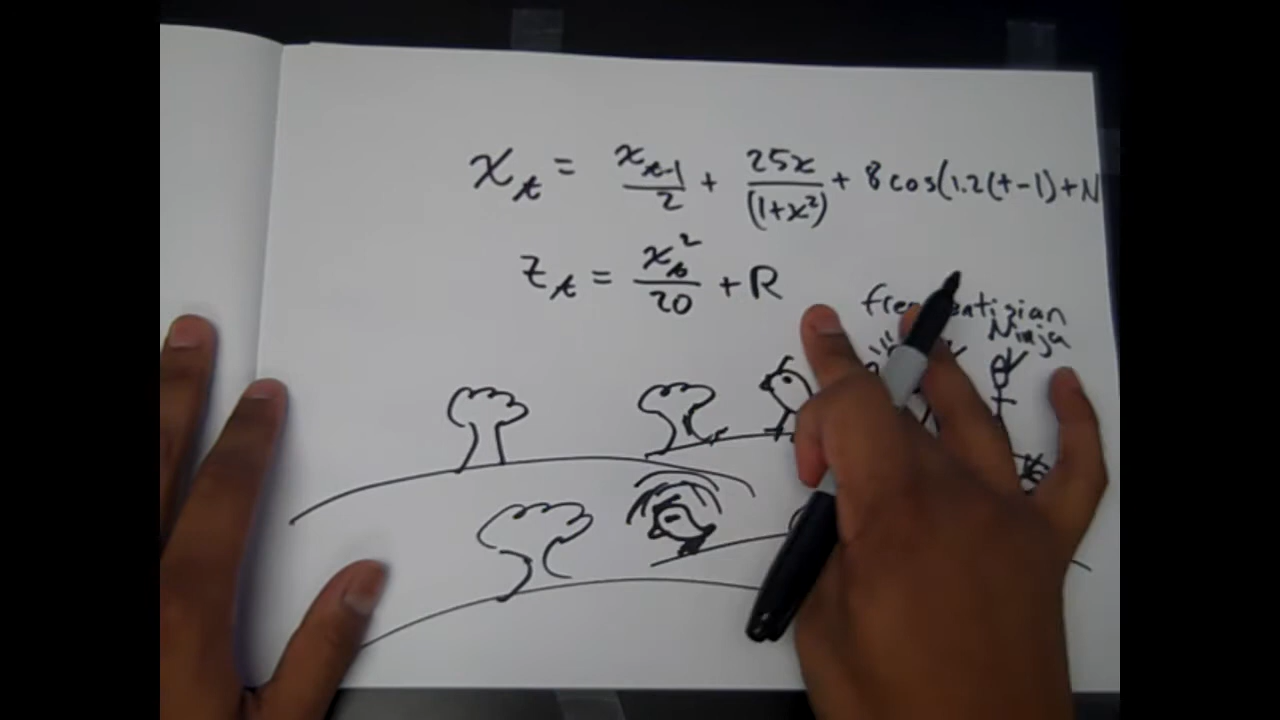 x_t = x_{t-1}/2 + 25x/(1+x²) + 8 cos(1.2(t-1)+N
z_t = x_t²/20 + R
Ninja